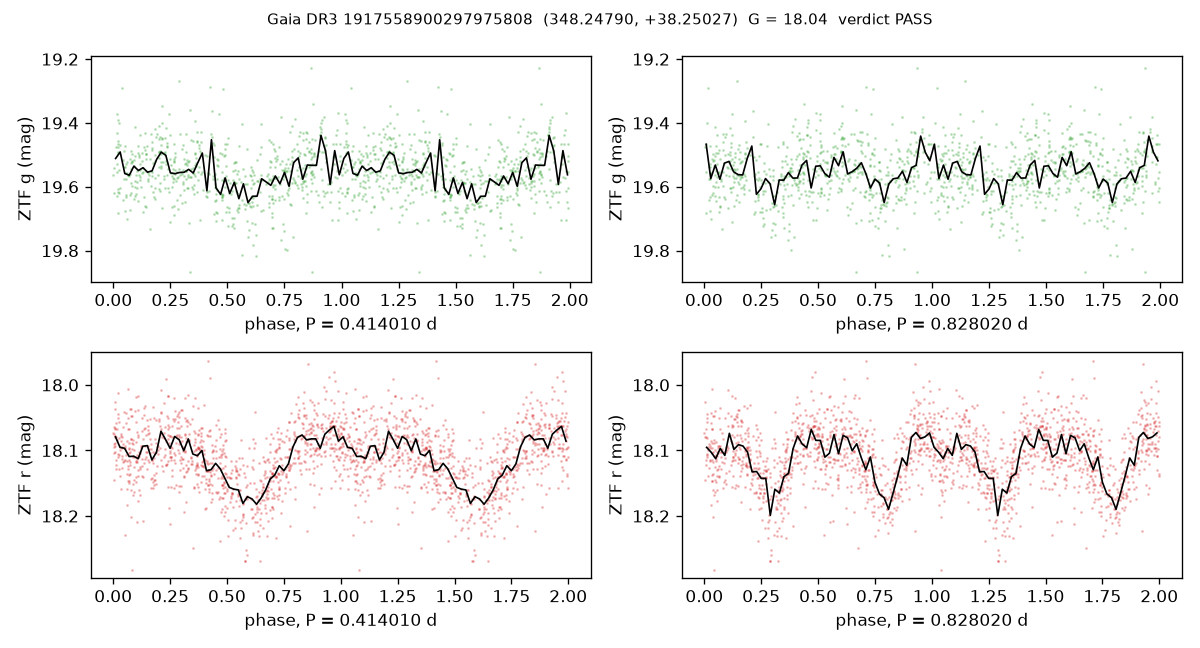 Gaia DR3 1917558900297975808 (348.24790, +38.25027) G = 18.04 verdict PASS
19.2
19.4
19.6
19.8
ZTF g (mag)
0.00 0.25 0.50 0.75 1.00 1.25 1.50 1.75 2.00
phase, P = 0.414010 d
19.2
19.4
19.6
19.8
ZTF g (mag)
0.00 0.25 0.50 0.75 1.00 1.25 1.50 1.75 2.00
phase, P = 0.828020 d
18.0
18.1
18.2
ZTF r (mag)
0.00 0.25 0.50 0.75 1.00 1.25 1.50 1.75 2.00
phase, P = 0.414010 d
18.0
18.1
18.2
ZTF r (mag)
0.00 0.25 0.50 0.75 1.00 1.25 1.50 1.75 2.00
phase, P = 0.828020 d